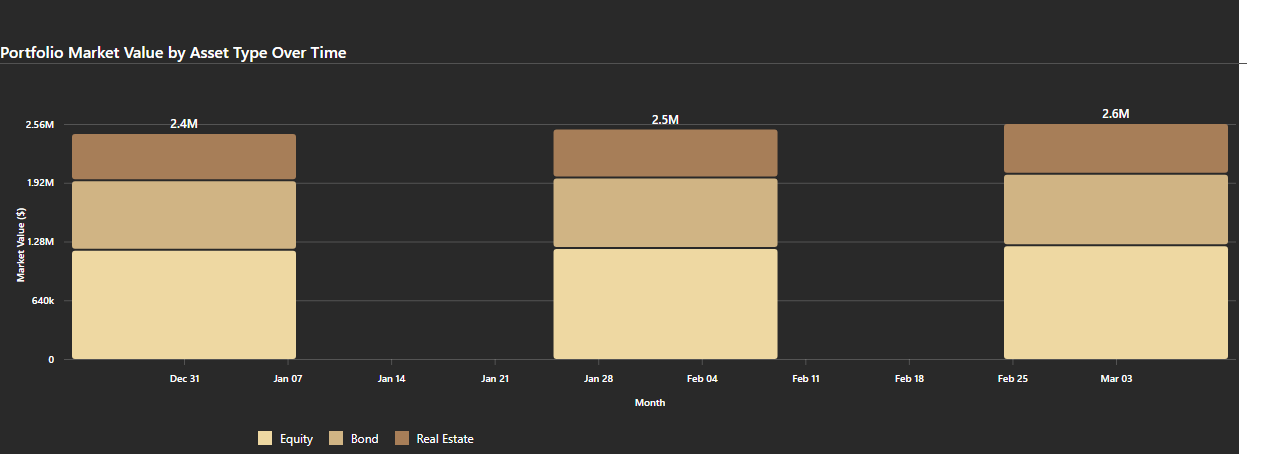 Portfolio Market Value by Asset Type Over Time
2.4M
2.5M
2.6M
2.56M
1.92M
1.28M
640k
0
Market Value ($)
Dec 31 Jan 07 Jan 14 Jan 21 Jan 28 Feb 04 Feb 11 Feb 18 Feb 25 Mar 03
Month
Equity Bond Real Estate